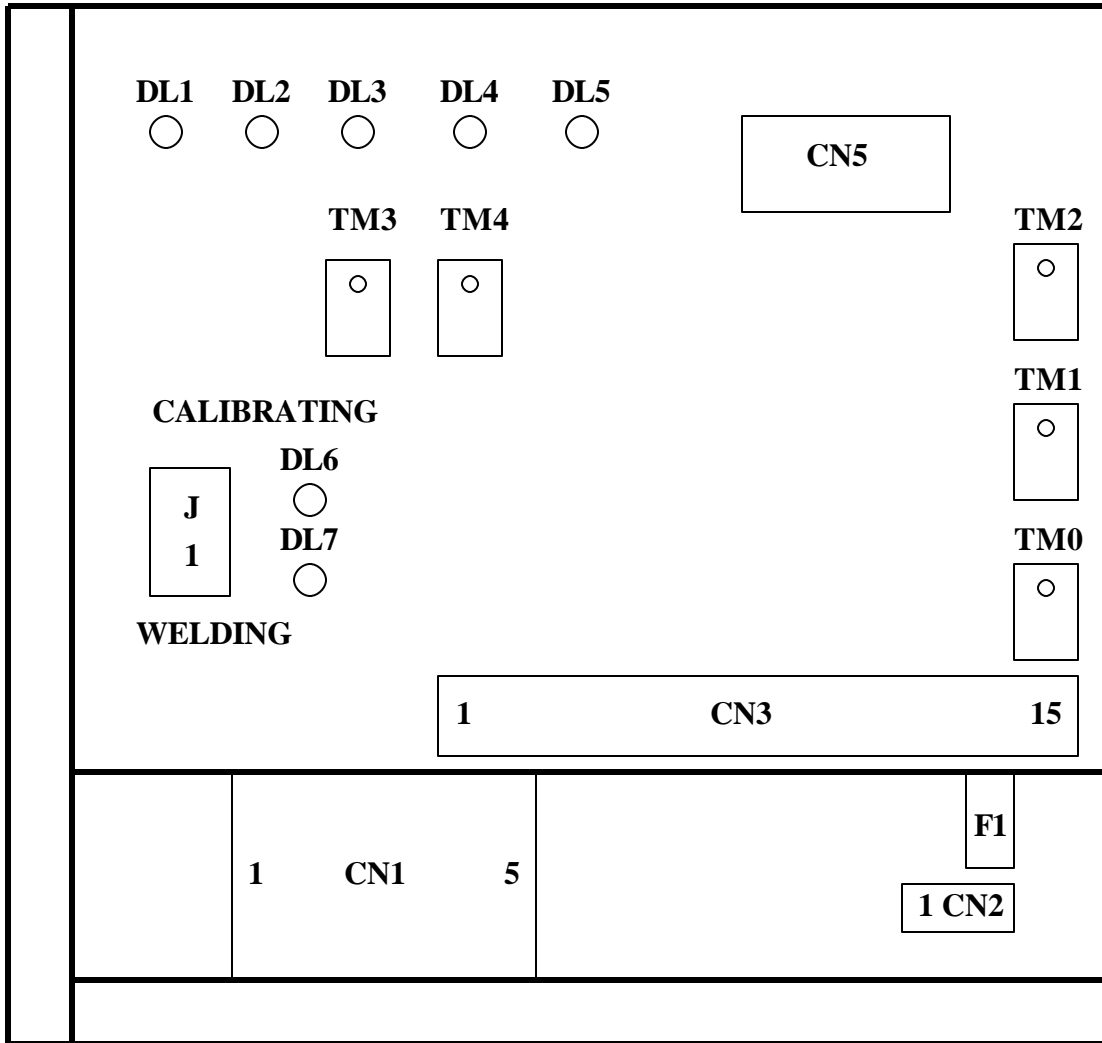 DL1 DL2 DL3 DL4 DL5
CN5
TM3 TM4 TM2
TM1
CALIBRATING
DL6
J
1
DL7 TM0
WELDING
1 CN3 15
F1
1 CN1 5
1 CN2